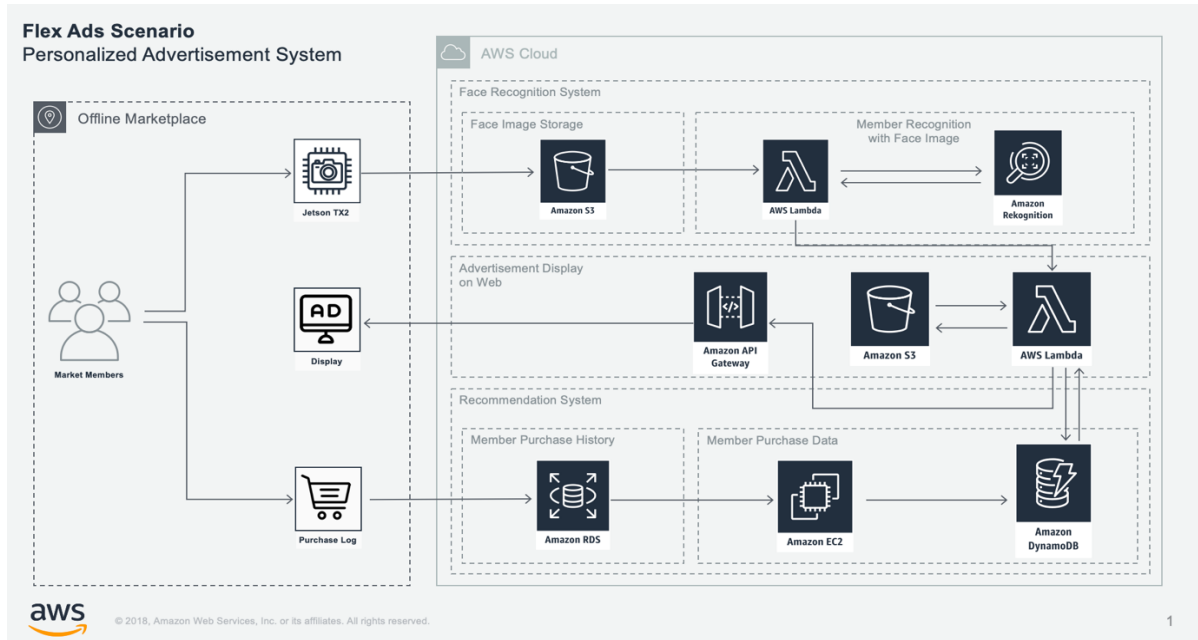 Flex Ads Scenario
Personalized Advertisement System
AWS Cloud
Face Recognition System
Offline Marketplace
Face Image Storage
Member Recognition
with Face Image
Jetson TX2
Amazon S3
AWS Lambda
Amazon
Rekognition
Advertisement Display
on Web
AD
Display
Amazon API
Gateway
Amazon S3
AWS Lambda
Market Members
Recommendation System
Member Purchase History
Member Purchase Data
Purchase Log
Amazon RDS
Amazon EC2
Amazon
DynamoDB
aws
© 2018, Amazon Web Services, Inc. or its affiliates. All rights reserved.
1